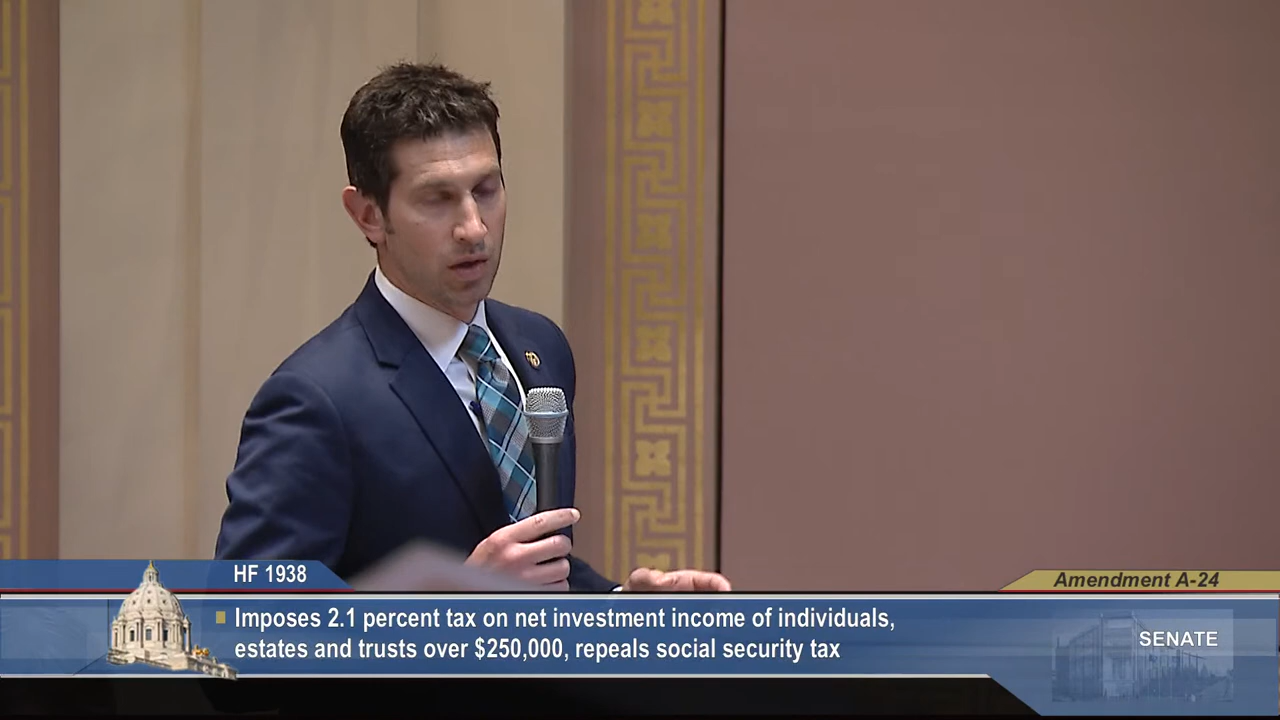 HF 1938
Amendment A-24
Imposes 2.1 percent tax on net investment income of individuals,
estates and trusts over $250,000, repeals social security tax
SENATE